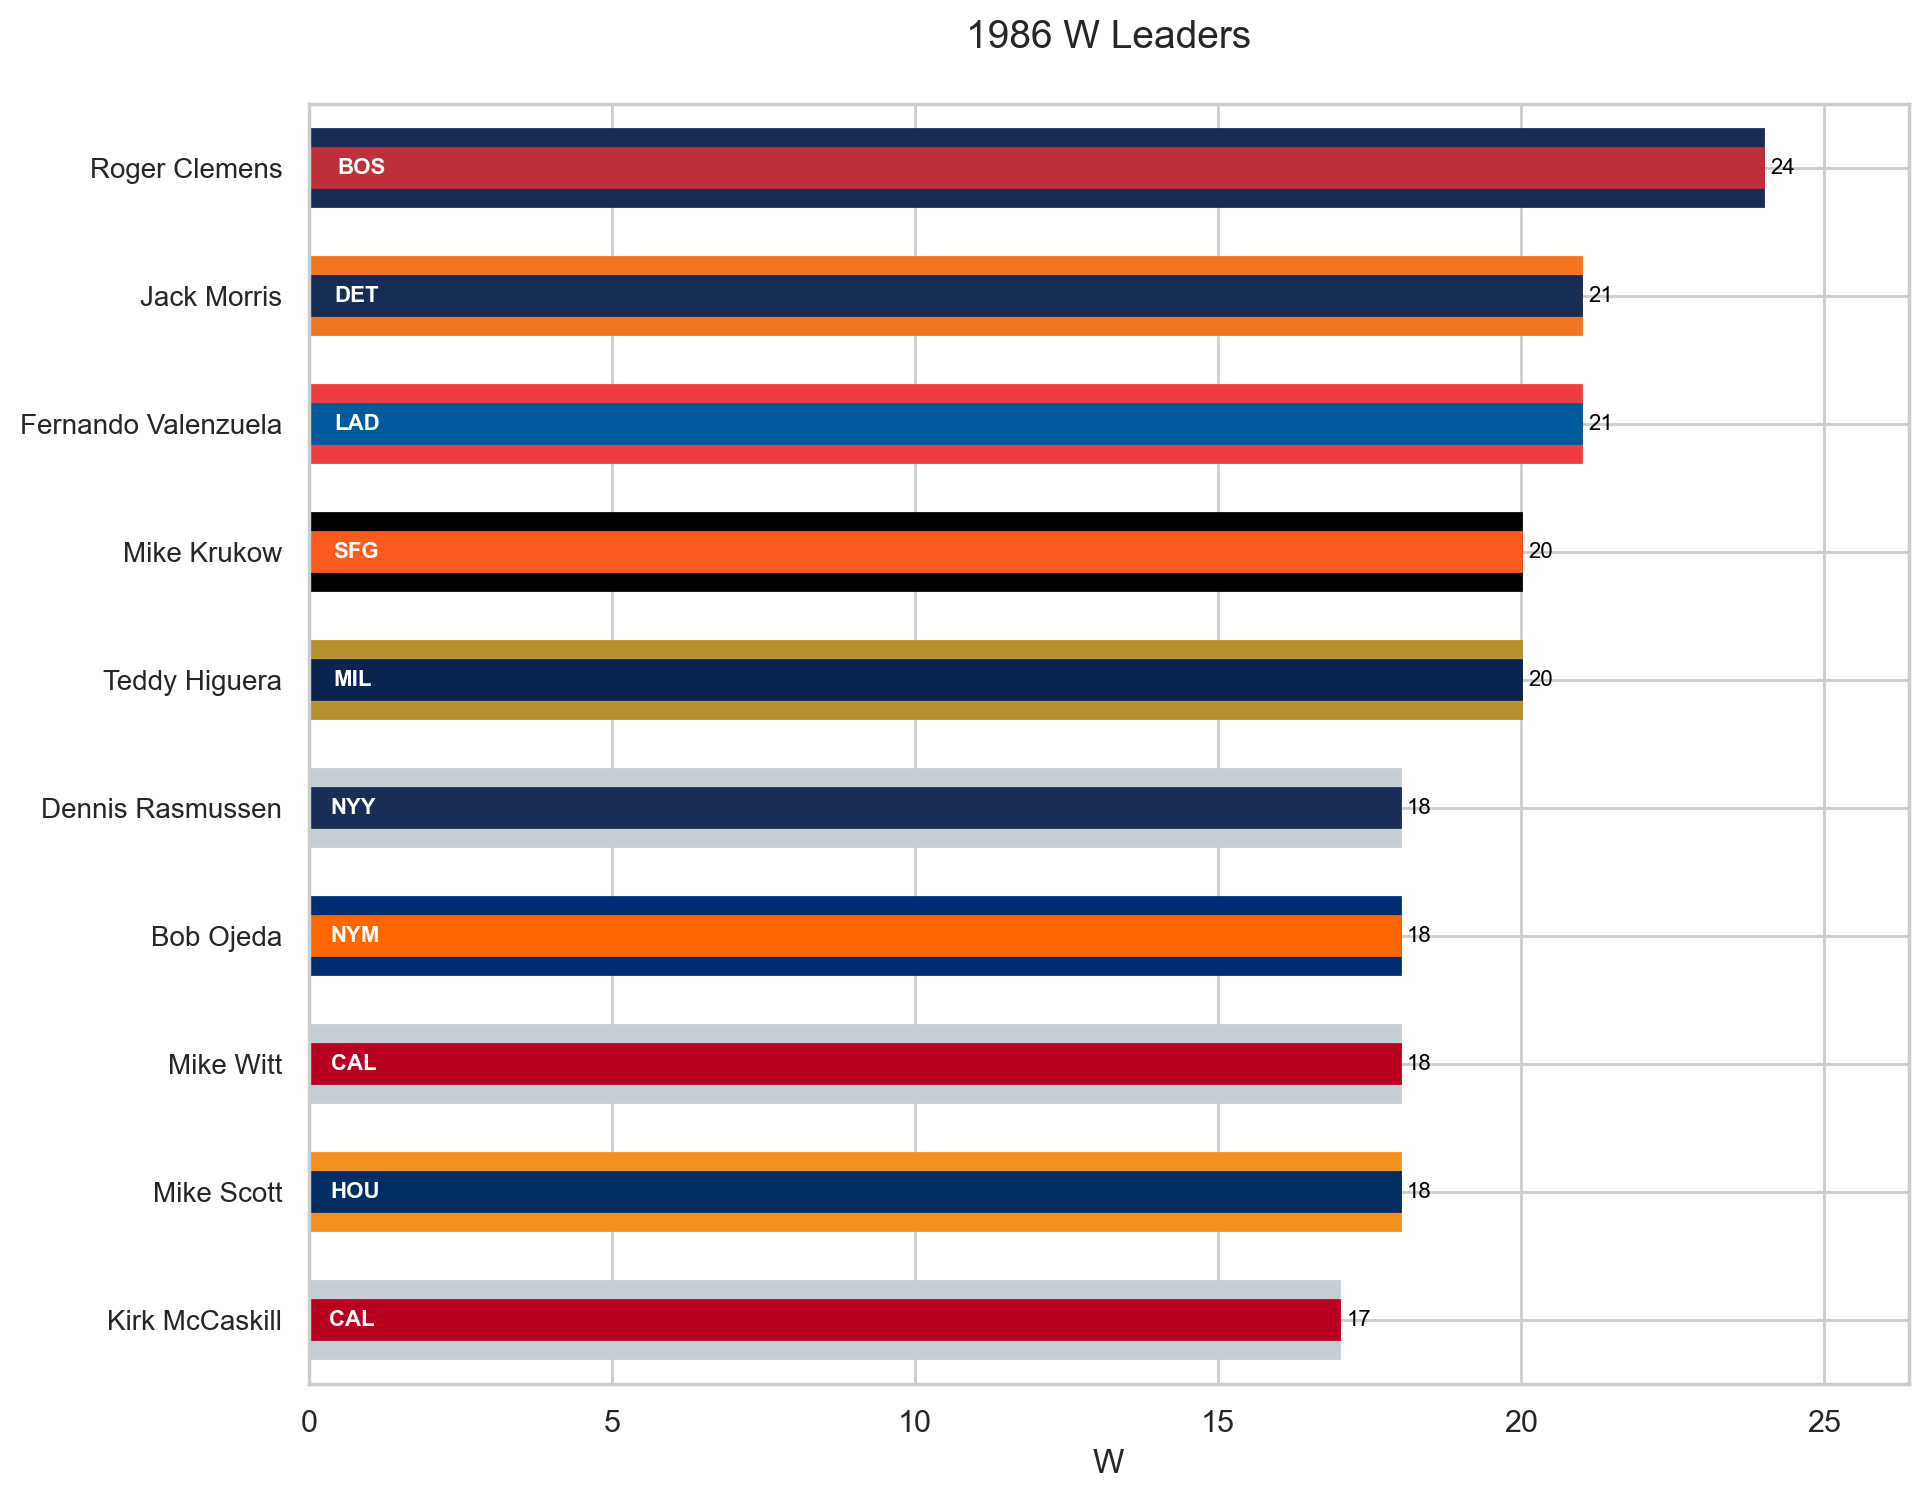 1986 W Leaders
Roger Clemens BOS 24
Jack Morris DET 21
Fernando Valenzuela LAD 21
Mike Krukow SFG 20
Teddy Higuera MIL 20
Dennis Rasmussen NYY 18
Bob Ojeda NYM 18
Mike Witt CAL 18
Mike Scott HOU 18
Kirk McCaskill CAL 17
0 5 10 15 20 25
W